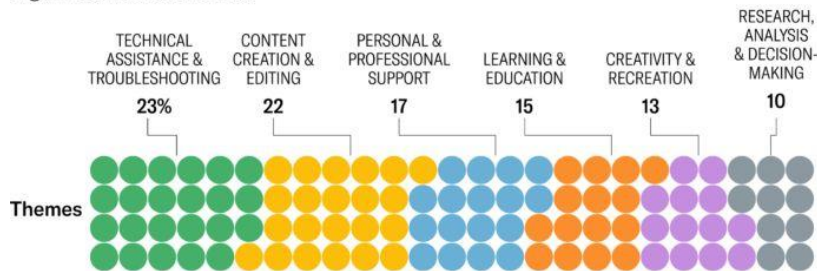 TECHNICAL
ASSISTANCE &
TROUBLESHOOTING
23%
CONTENT
CREATION &
EDITING
22
PERSONAL &
PROFESSIONAL
SUPPORT
17
LEARNING &
EDUCATION
15
CREATIVITY &
RECREATION
13
RESEARCH,
ANALYSIS
& DECISION-
MAKING
10
Themes